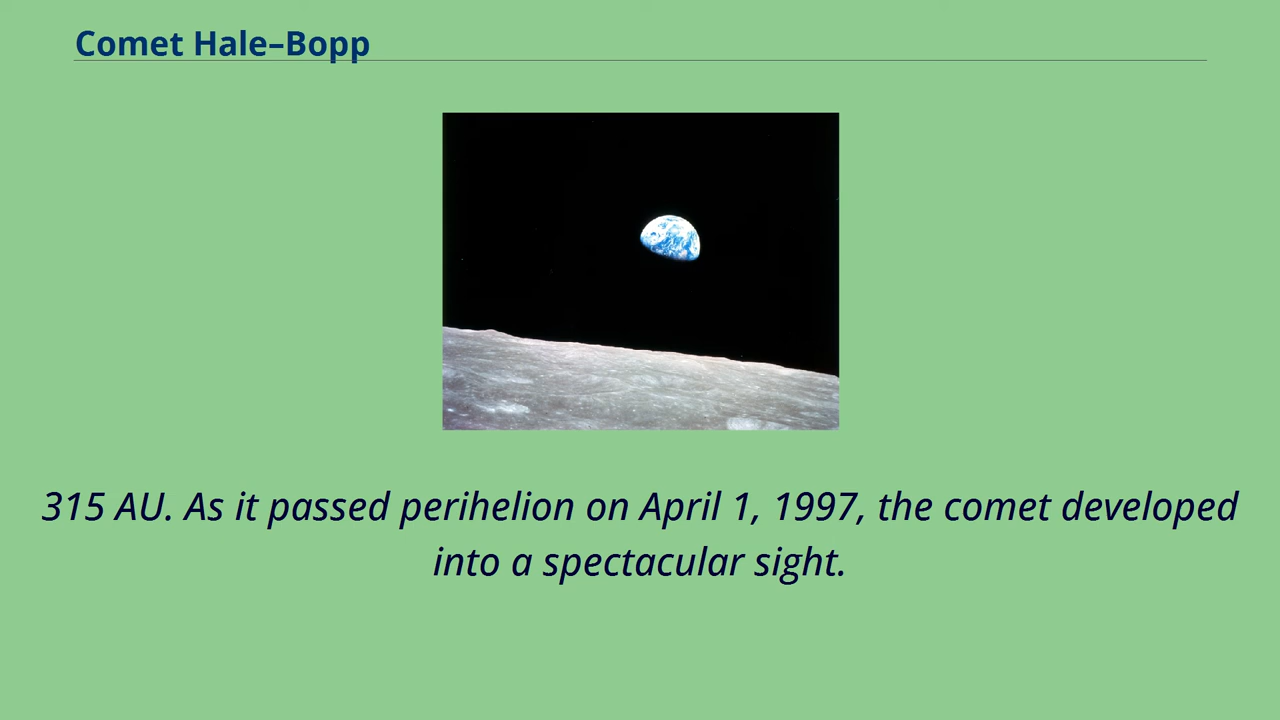 Comet Hale–Bopp
315 AU. As it passed perihelion on April 1, 1997, the comet developed
into a spectacular sight.